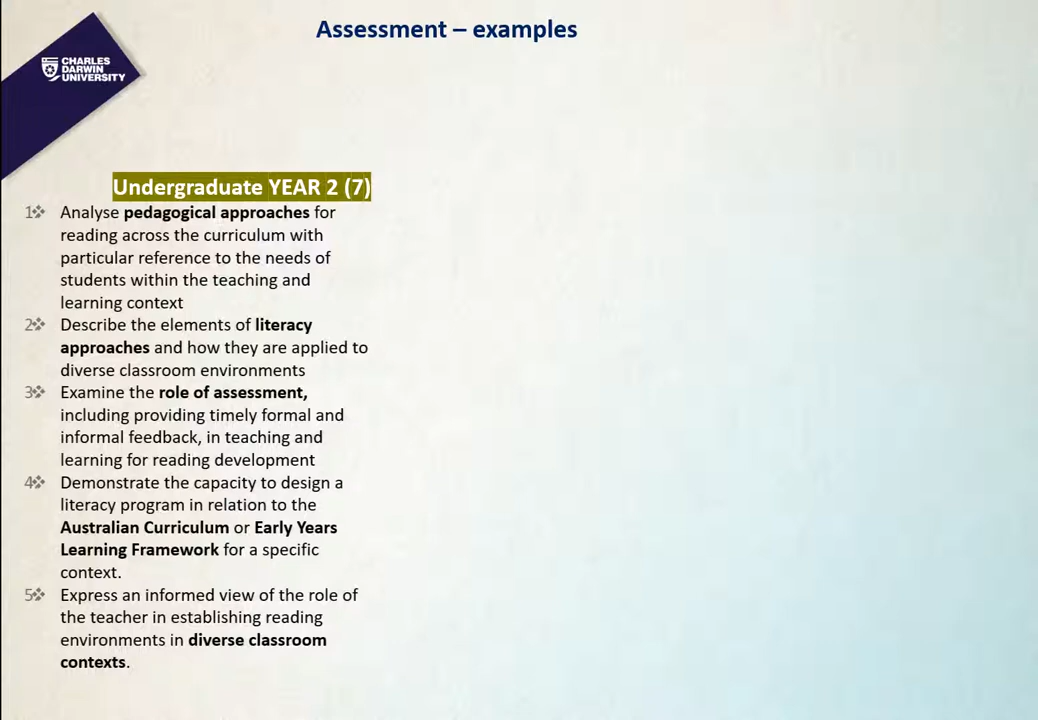 Assessment – examples
CHARLES
DARWIN
UNIVERSITY
Undergraduate YEAR 2 (7)
1❖ Analyse pedagogical approaches for
reading across the curriculum with
particular reference to the needs of
students within the teaching and
learning context
2❖ Describe the elements of literacy
approaches and how they are applied to
diverse classroom environments
3❖ Examine the role of assessment,
including providing timely formal and
informal feedback, in teaching and
learning for reading development
4❖ Demonstrate the capacity to design a
literacy program in relation to the
Australian Curriculum or Early Years
Learning Framework for a specific
context.
5❖ Express an informed view of the role of
the teacher in establishing reading
environments in diverse classroom
contexts.